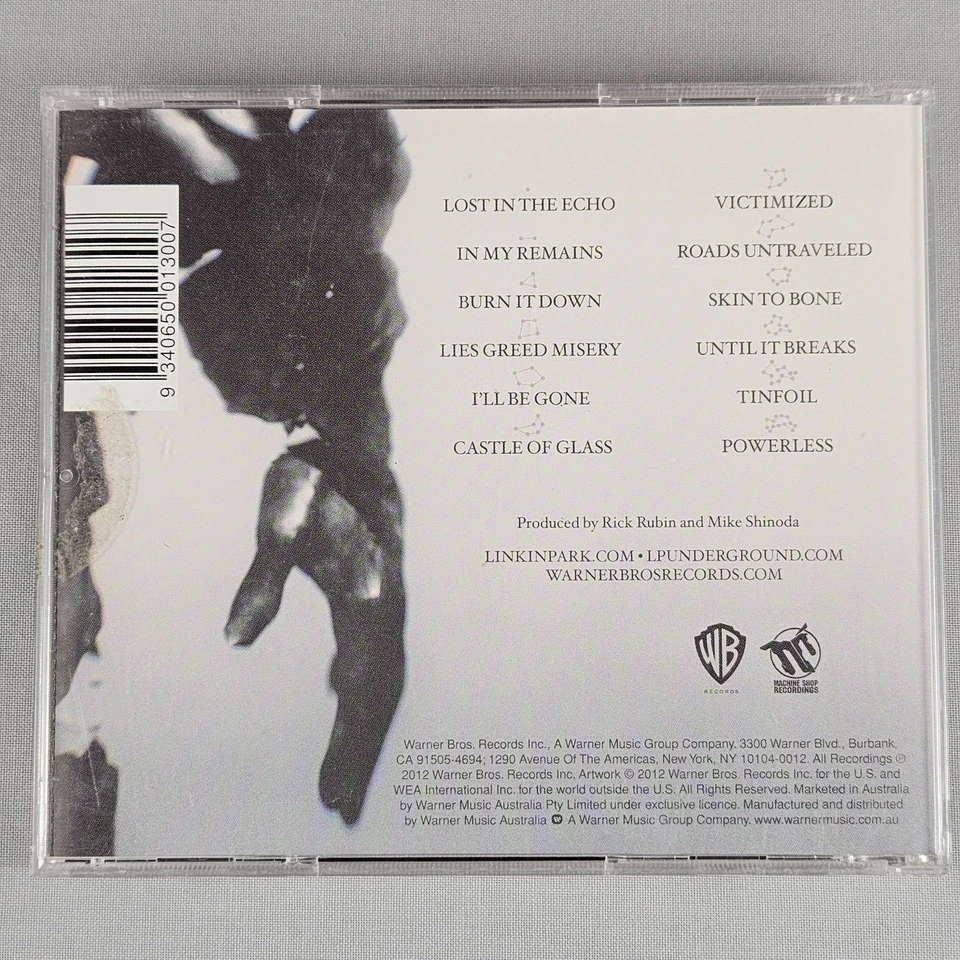 9 340650 013007
LOST IN THE ECHO
IN MY REMAINS
BURN IT DOWN
LIES GREED MISERY
I'LL BE GONE
CASTLE OF GLASS
VICTIMIZED
ROADS UNTRAVELED
SKIN TO BONE
UNTIL IT BREAKS
TINFOIL
POWERLESS
Produced by Rick Rubin and Mike Shinoda
LINKINPARK.COM • LPUNDERGROUND.COM
WARNERBROSRECORDS.COM
WB
RECORDS
MACHINE SHOP
RECORDINGS
Warner Bros. Records Inc., A Warner Music Group Company. 3300 Warner Blvd., Burbank,
CA 91505-4694; 1290 Avenue Of The Americas, New York, NY 10104-0012. All Recordings ℗
2012 Warner Bros. Records Inc. Artwork © 2012 Warner Bros. Records Inc. for the U.S. and
WEA International Inc. for the world outside the U.S. All Rights Reserved. Marketed in Australia
by Warner Music Australia Pty Limited under exclusive licence. Manufactured and distributed
by Warner Music Australia A Warner Music Group Company. www.warnermusic.com.au